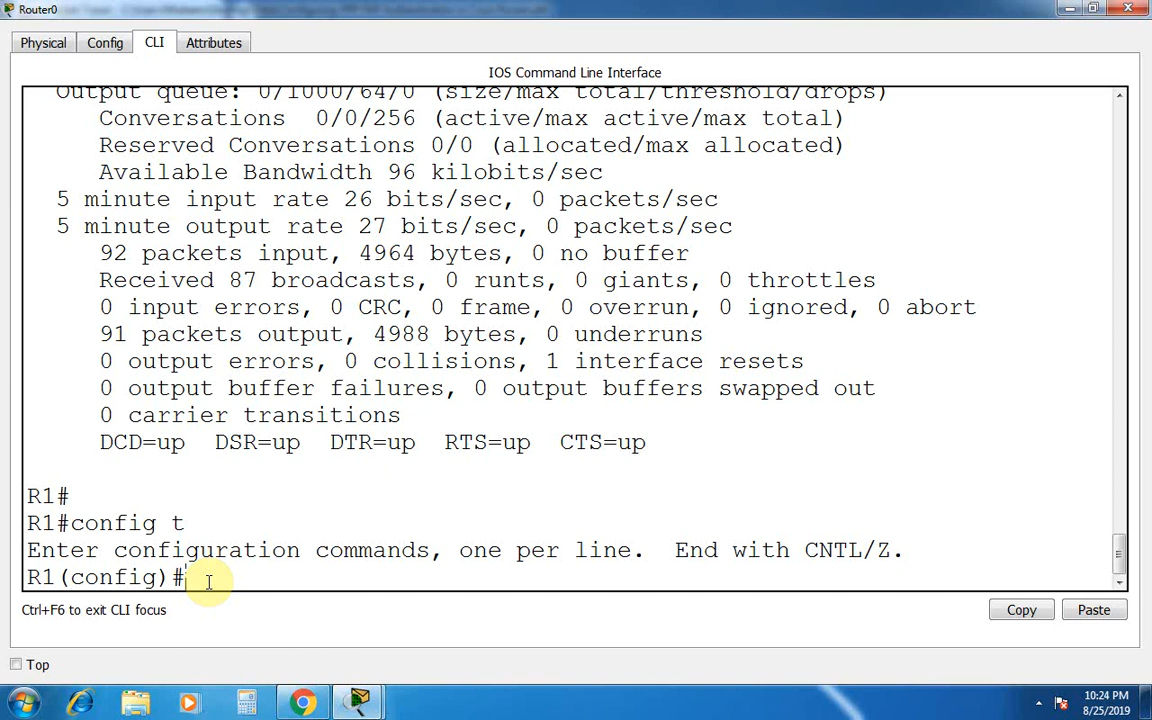 Router0
Physical Config CLI Attributes
IOS Command Line Interface
Output queue: 0/1000/64/0 (size/max total/threshold/drops)
Conversations 0/0/256 (active/max active/max total)
Reserved Conversations 0/0 (allocated/max allocated)
Available Bandwidth 96 kilobits/sec
5 minute input rate 26 bits/sec, 0 packets/sec
5 minute output rate 27 bits/sec, 0 packets/sec
92 packets input, 4964 bytes, 0 no buffer
Received 87 broadcasts, 0 runts, 0 giants, 0 throttles
0 input errors, 0 CRC, 0 frame, 0 overrun, 0 ignored, 0 abort
91 packets output, 4988 bytes, 0 underruns
0 output errors, 0 collisions, 1 interface resets
0 output buffer failures, 0 output buffers swapped out
0 carrier transitions
DCD=up DSR=up DTR=up RTS=up CTS=up
R1#
R1#config t
Enter configuration commands, one per line. End with CNTL/Z.
R1(config)#
Ctrl+F6 to exit CLI focus
Copy Paste
Top
10:24 PM
8/25/2019